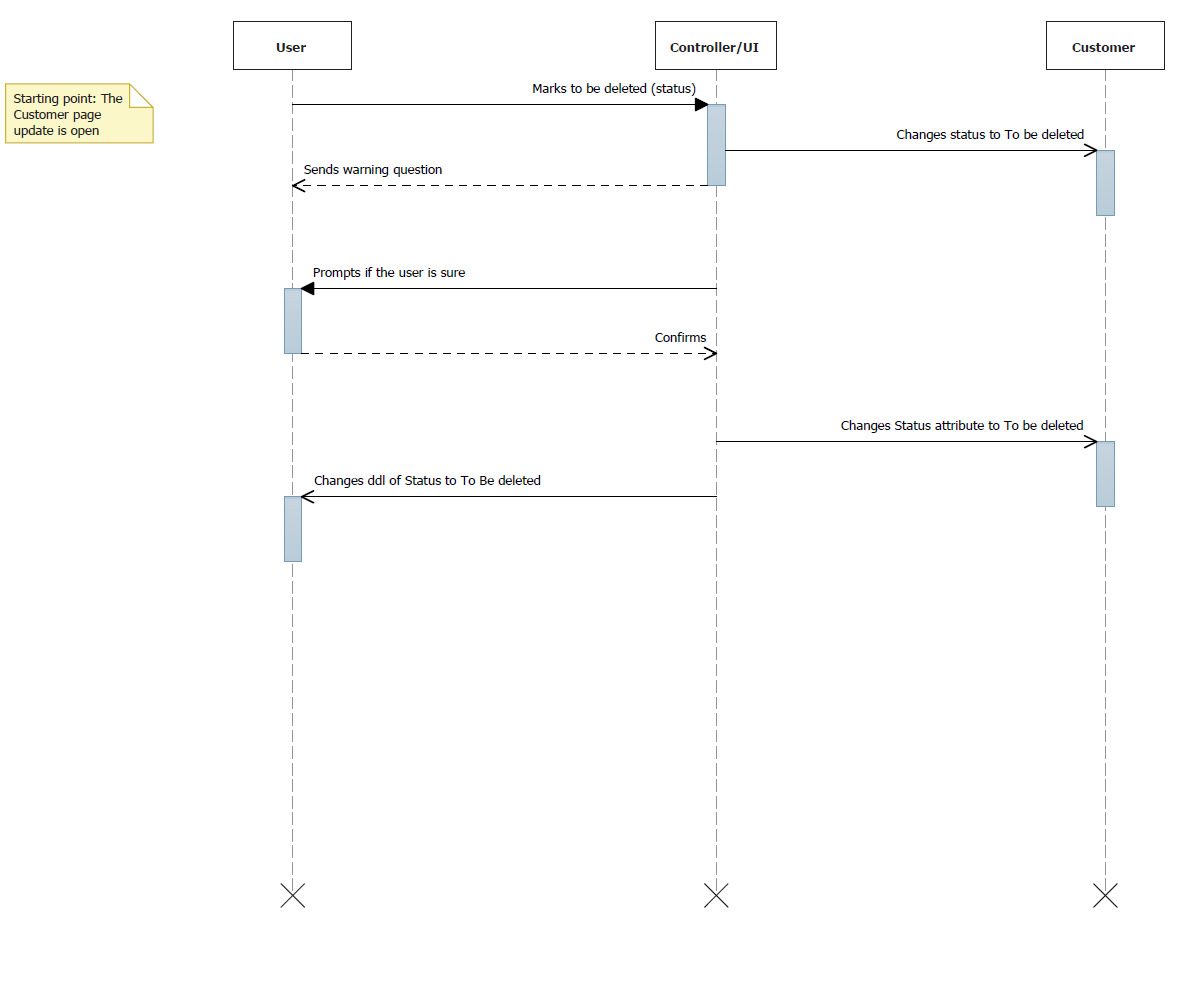 User
Controller/UI
Customer
Starting point: The
Customer page
update is open
Marks to be deleted (status)
Changes status to To be deleted
Sends warning question
Prompts if the user is sure
Confirms
Changes Status attribute to To be deleted
Changes ddl of Status to To Be deleted